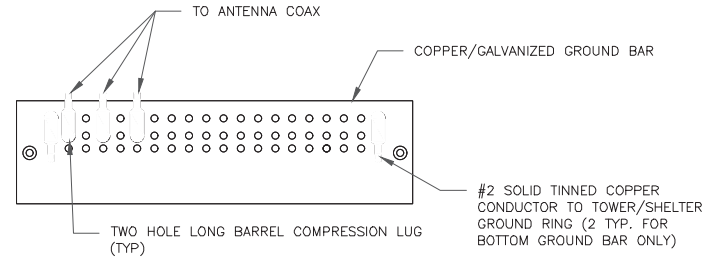 TO ANTENNA COAX
COPPER/GALVANIZED GROUND BAR
#2 SOLID TINNED COPPER
CONDUCTOR TO TOWER/SHELTER
GROUND RING (2 TYP. FOR
BOTTOM GROUND BAR ONLY)
TWO HOLE LONG BARREL COMPRESSION LUG
(TYP)